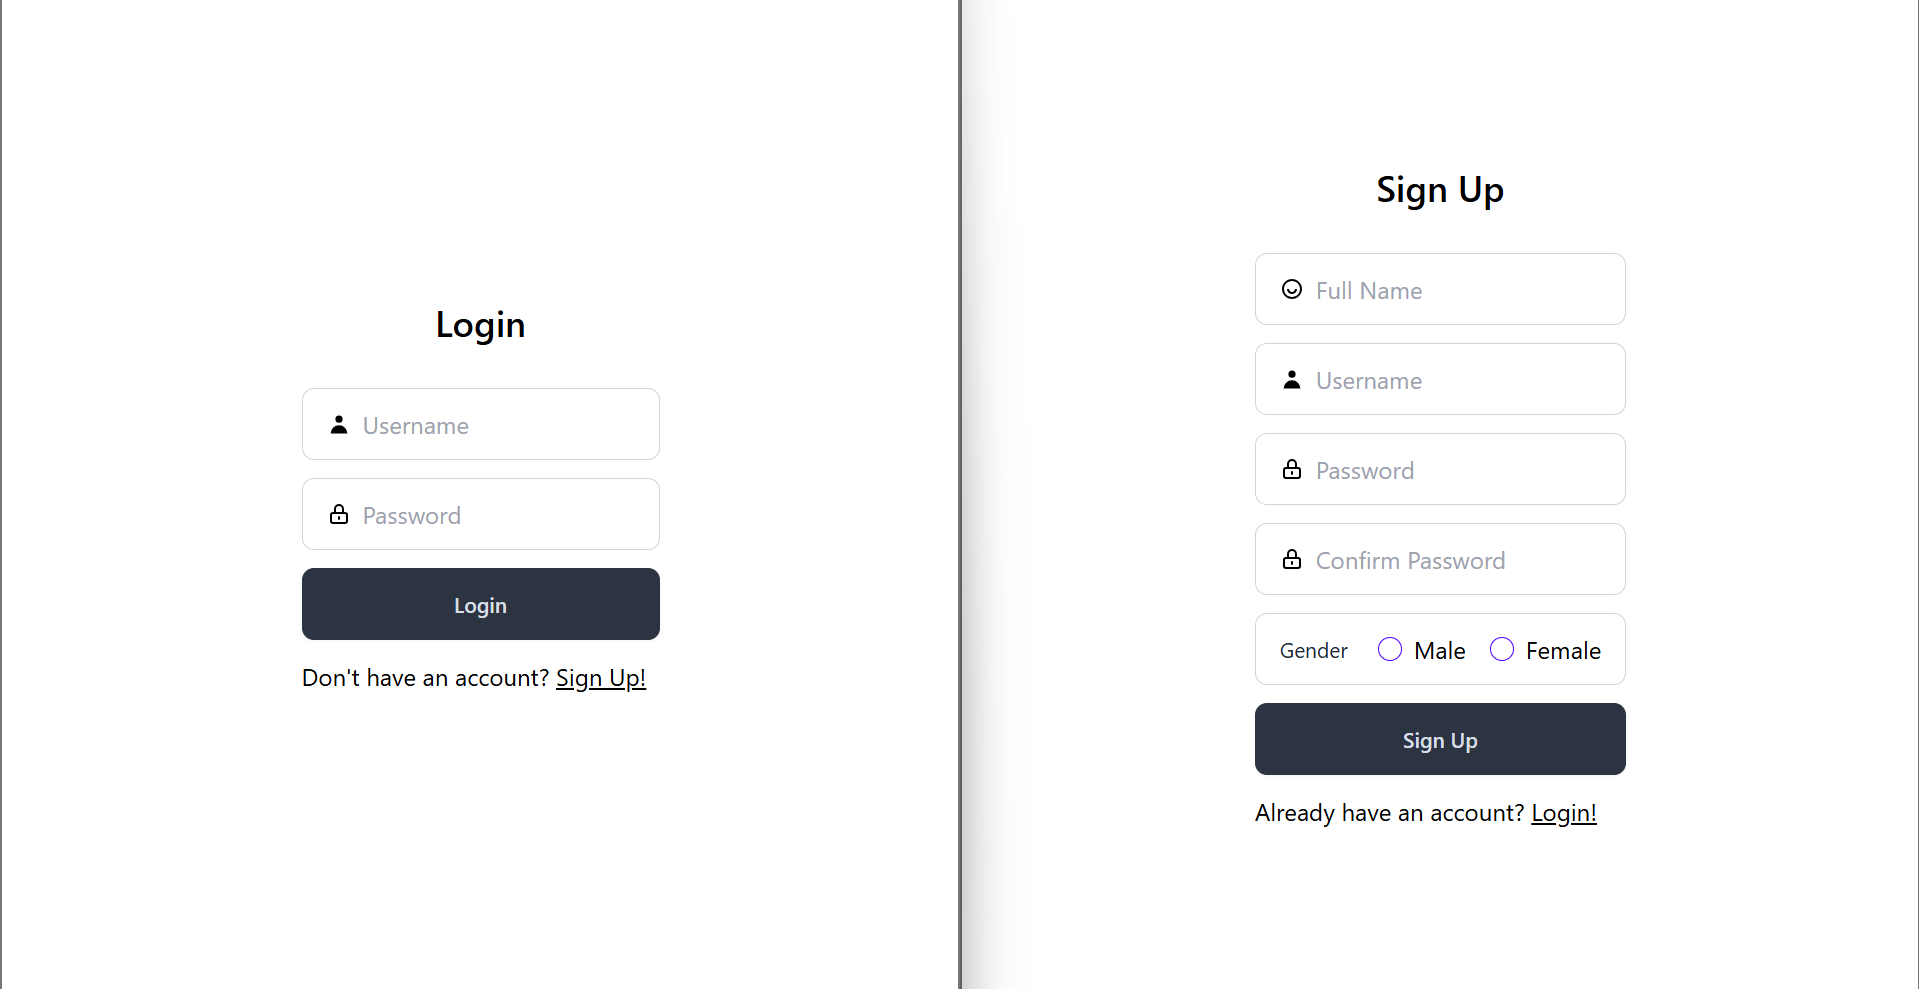 Login
Username
Password
Login
Don't have an account? Sign Up!
Sign Up
Full Name
Username
Password
Confirm Password
Gender Male Female
Sign Up
Already have an account? Login!